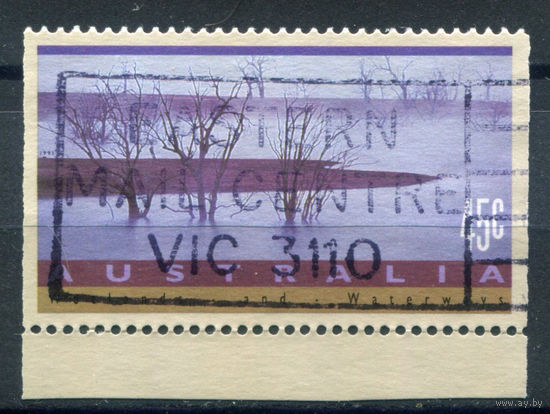 EASTERN
MAIL CENTRE
45c
VIC 3110
AUSTRALIA
Wetlands and Waterways
www.ay.by